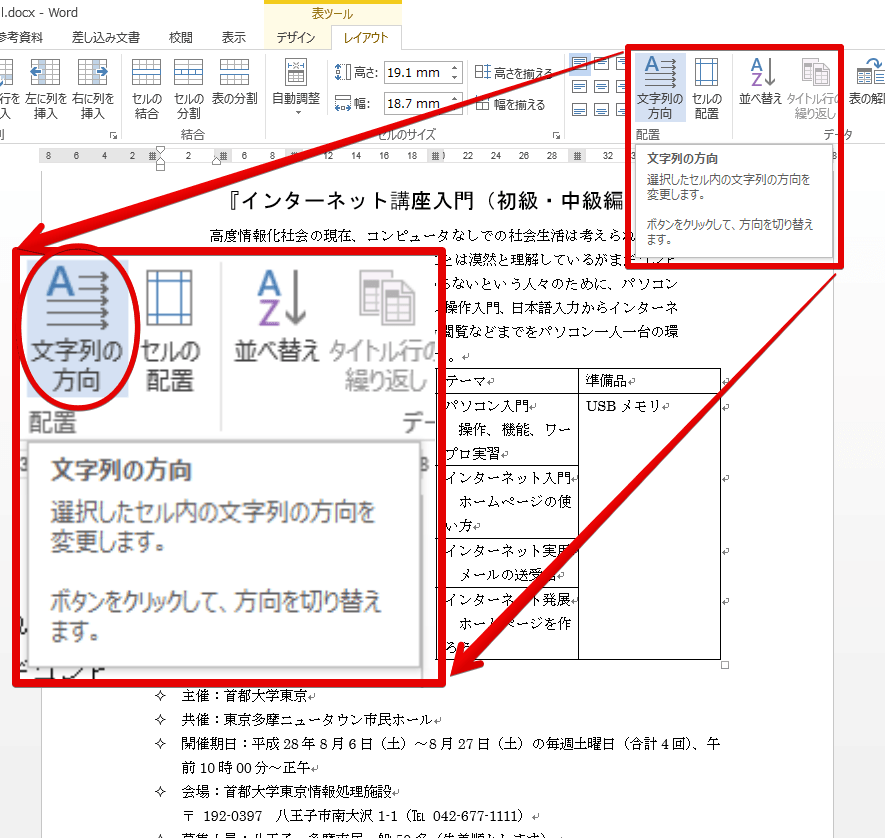 l.docx - Word
表ツール
参考資料 差し込み文書 校閲 表示 デザイン レイアウト
左に列を挿入
右に列を挿入
セルの結合
セルの分割
表の分割
自動調整
高さ: 19.1 mm
幅: 18.7 mm
高さを揃える
幅を揃える
文字列の方向
セルの配置
並べ替え
タイトル行の繰り返し
表の解
結合
セルのサイズ
配置
データ
8 6 4 2 2 4 6 8 10 12 14 16 18 22 24 26 28 32
文字列の方向
選択したセル内の文字列の方向を
変更します。
ボタンをクリックして、方向を切り替え
ます。
『インターネット講座入門（初級・中級編
高度情報化社会の現在、コンピュータなしでの社会生活は考えられ
とは漠然と理解しているがまだ
らないという人々のために、パソコン
操作入門、日本語入力からインターネ
閲覧などまでをパソコン一人一台の環
。
文字列の
方向
セルの
配置
並べ替え
タイトル行の
繰り返し
配置
デー
文字列の方向
選択したセル内の文字列の方向を
変更します。
ボタンをクリックして、方向を切り替え
ます。
テーマ 準備品
パソコン入門 USB メモリ
操作、機能、ワー
プロ実習
インターネット入門
ホームページの使
い方
インターネット実用
メールの送受信
インターネット発展
ホームページを作
ろう
✧ 主催：首都大学東京
✧ 共催：東京多摩ニュータウン市民ホール
✧ 開催期日：平成 28 年 8 月 6 日（土）～8 月 27 日（土）の毎週土曜日（合計 4 回）、午
前 10 時 00 分～正午
✧ 会場：首都大学東京情報処理施設
〒 192-0397 八王子市南大沢 1-1（℡ 042-677-1111）